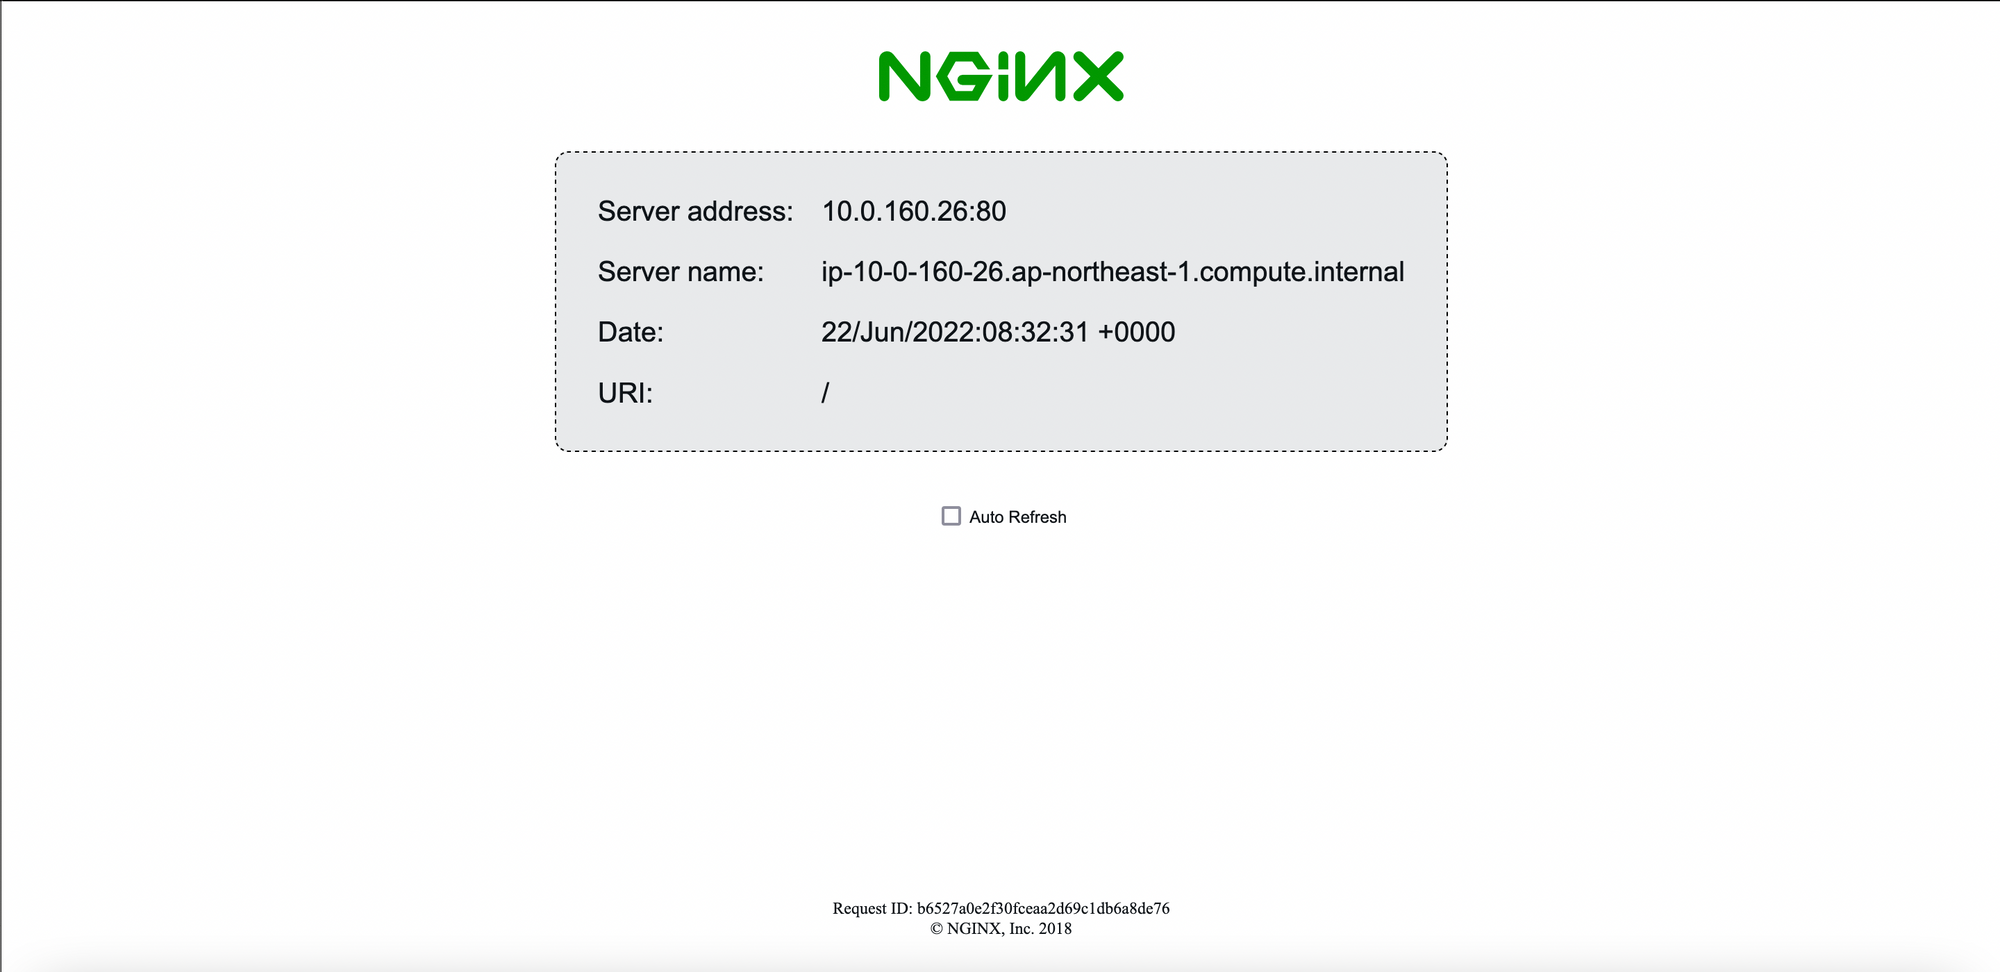 NGINX
Server address: 10.0.160.26:80
Server name: ip-10-0-160-26.ap-northeast-1.compute.internal
Date: 22/Jun/2022:08:32:31 +0000
URI: /
Auto Refresh
Request ID: b6527a0e2f30fceaa2d69c1db6a8de76
© NGINX, Inc. 2018